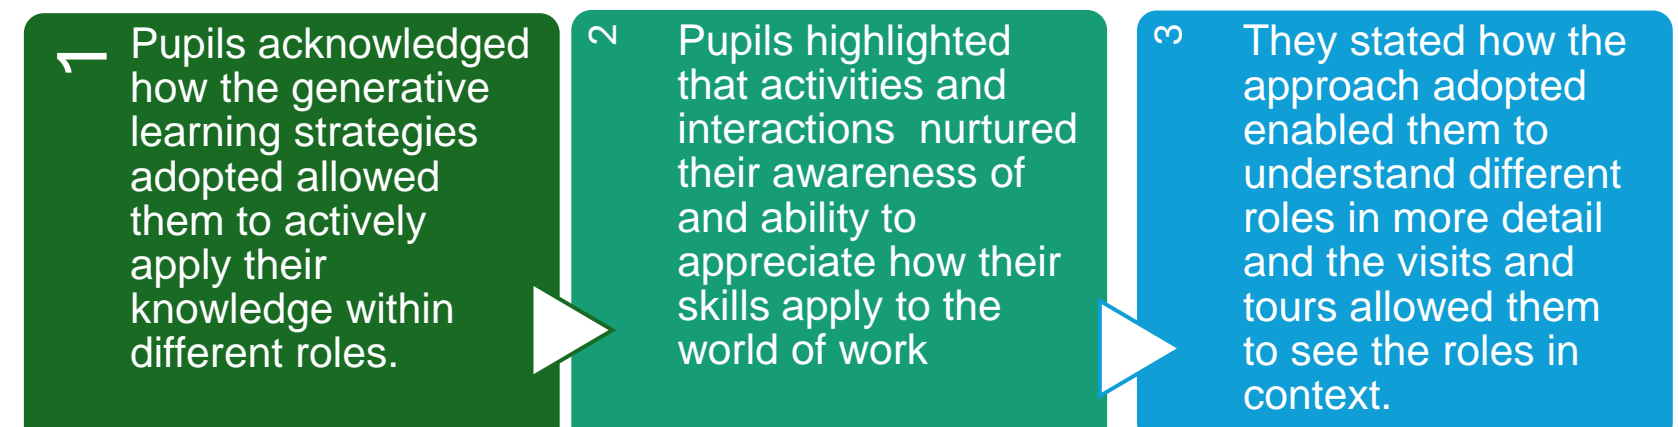 1
Pupils acknowledged
how the generative
learning strategies
adopted allowed
them to actively
apply their
knowledge within
different roles.
2
Pupils highlighted
that activities and
interactions  nurtured
their awareness of
and ability to
appreciate how their
skills apply to the
world of work
3
They stated how the
approach adopted
enabled them to
understand different
roles in more detail
and the visits and
tours allowed them
to see the roles in
context.